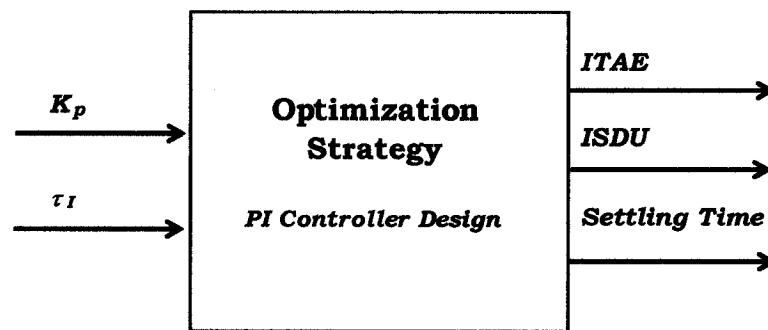 K_p
τ_I
Optimization
Strategy
PI Controller Design
ITAE
ISDU
Settling Time